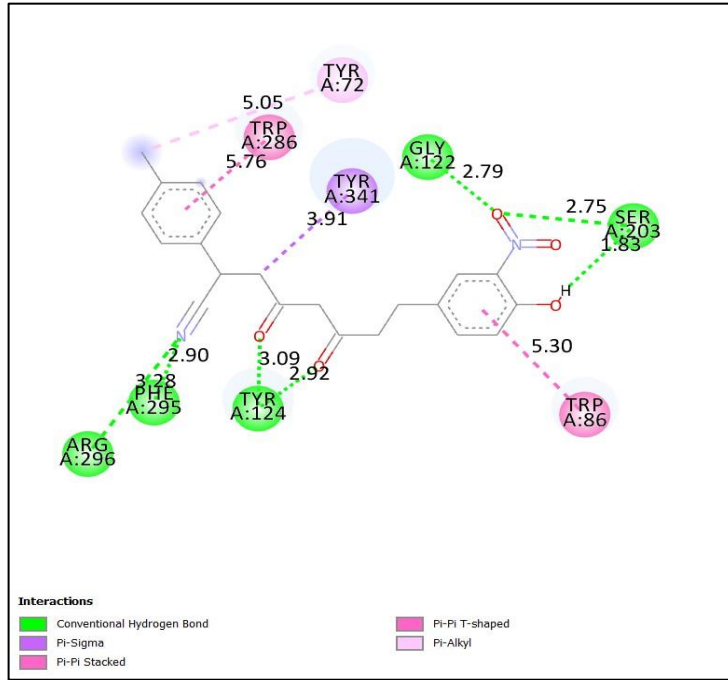 TYR
A:72
5.05
TRP
A:286
5.76
TYR
A:341
3.91
GLY
A:122
2.79
2.75
SER
A:203
1.83
N
O
O
H
O
5.30
TRP
A:86
N
2.90
3.28
PHE
A:295
ARG
A:296
O
3.09
2.92
O
TYR
A:124
Interactions
Conventional Hydrogen Bond
Pi-Sigma
Pi-Pi Stacked
Pi-Pi T-shaped
Pi-Alkyl